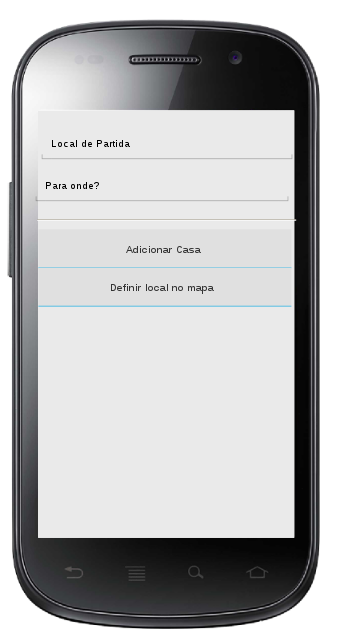 Local de Partida
Para onde?
Adicionar Casa
Definir local no mapa